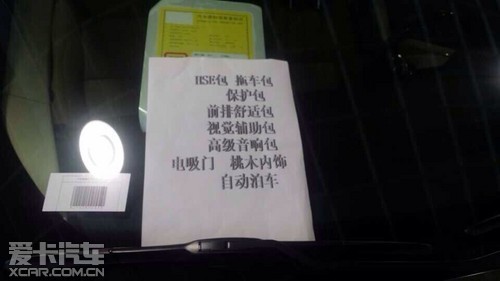 HSE包 拖车包
保护包
前排舒适包
视觉辅助包
高级音响包
电吸门 桃木内饰
自动泊车
爱卡汽车
XCAR.COM.CN